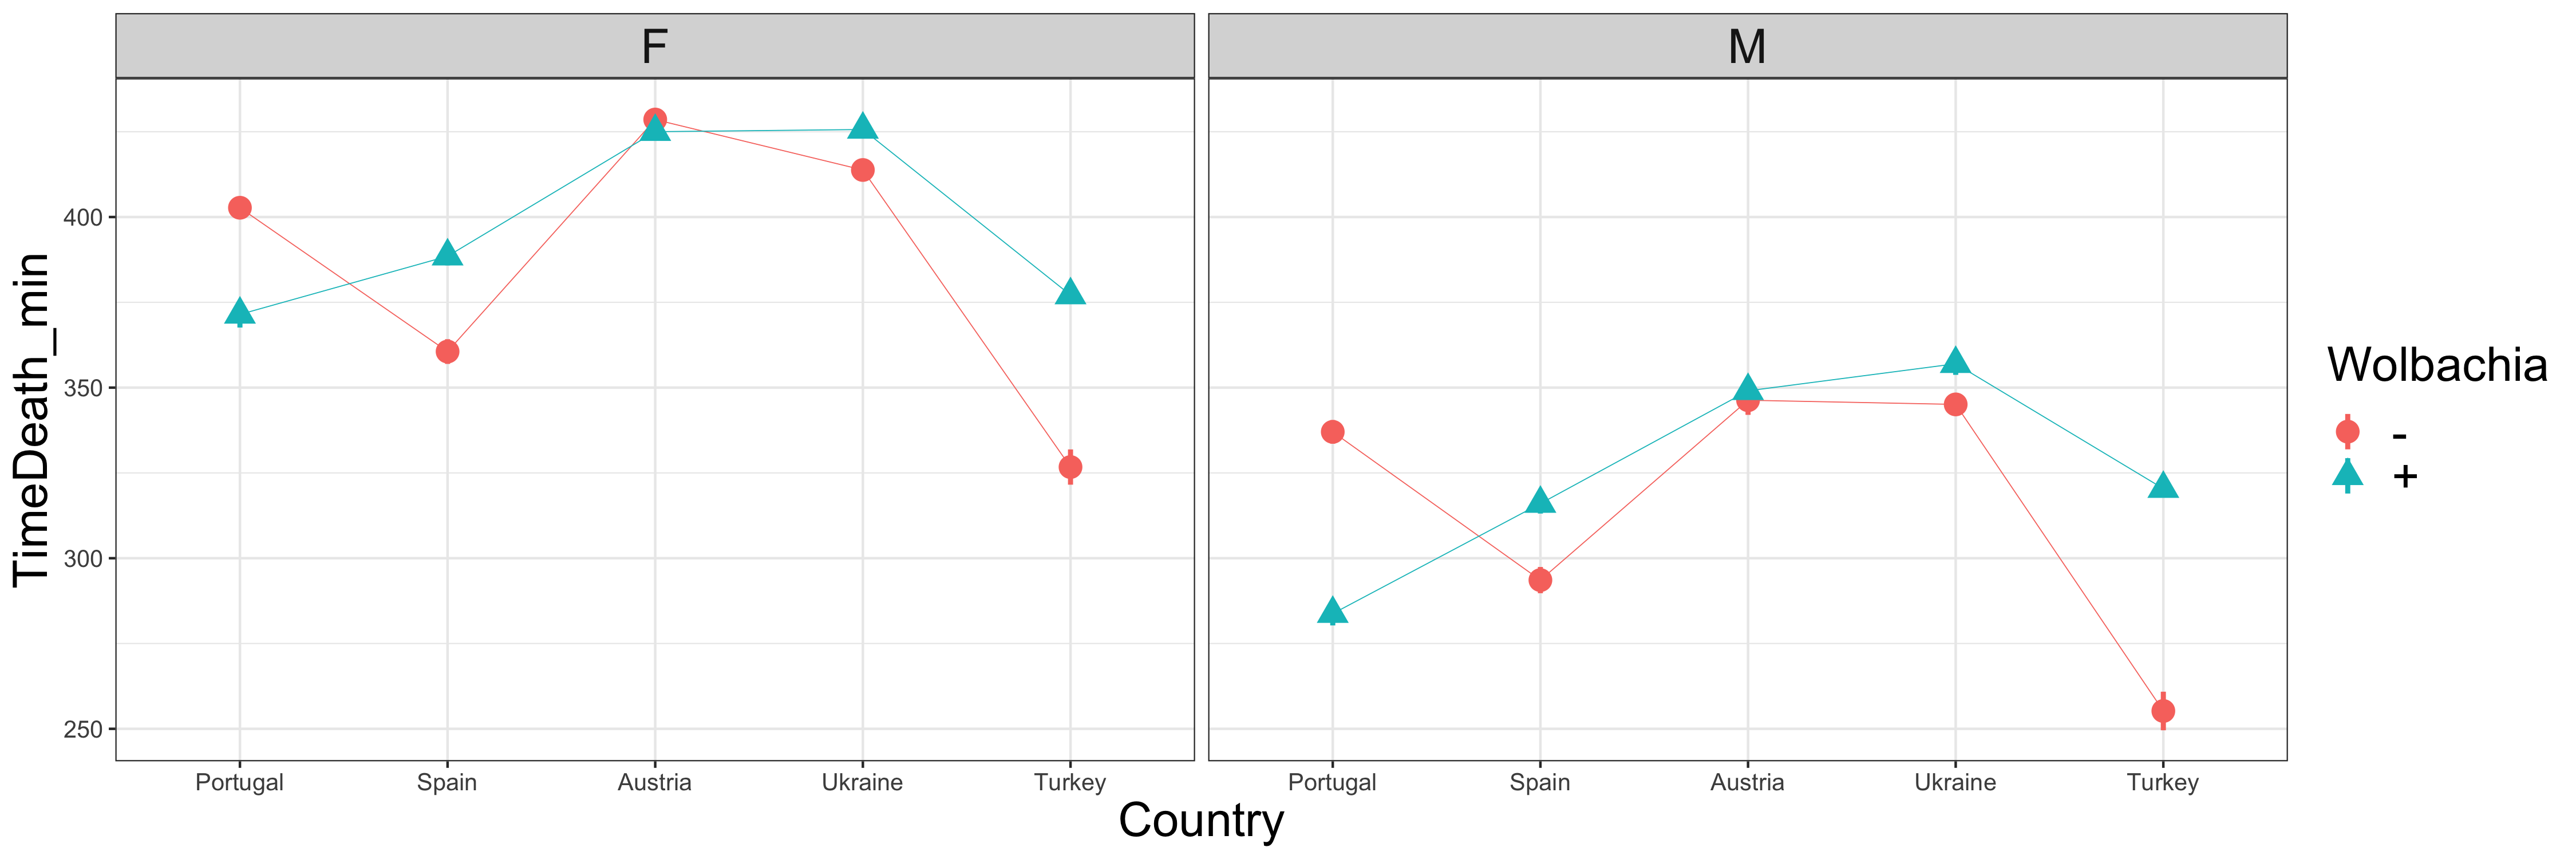 F
M
TimeDeath_min
400
350
300
250
Portugal Spain Austria Ukraine Turkey
Portugal Spain Austria Ukraine Turkey
Country
Wolbachia
-
+